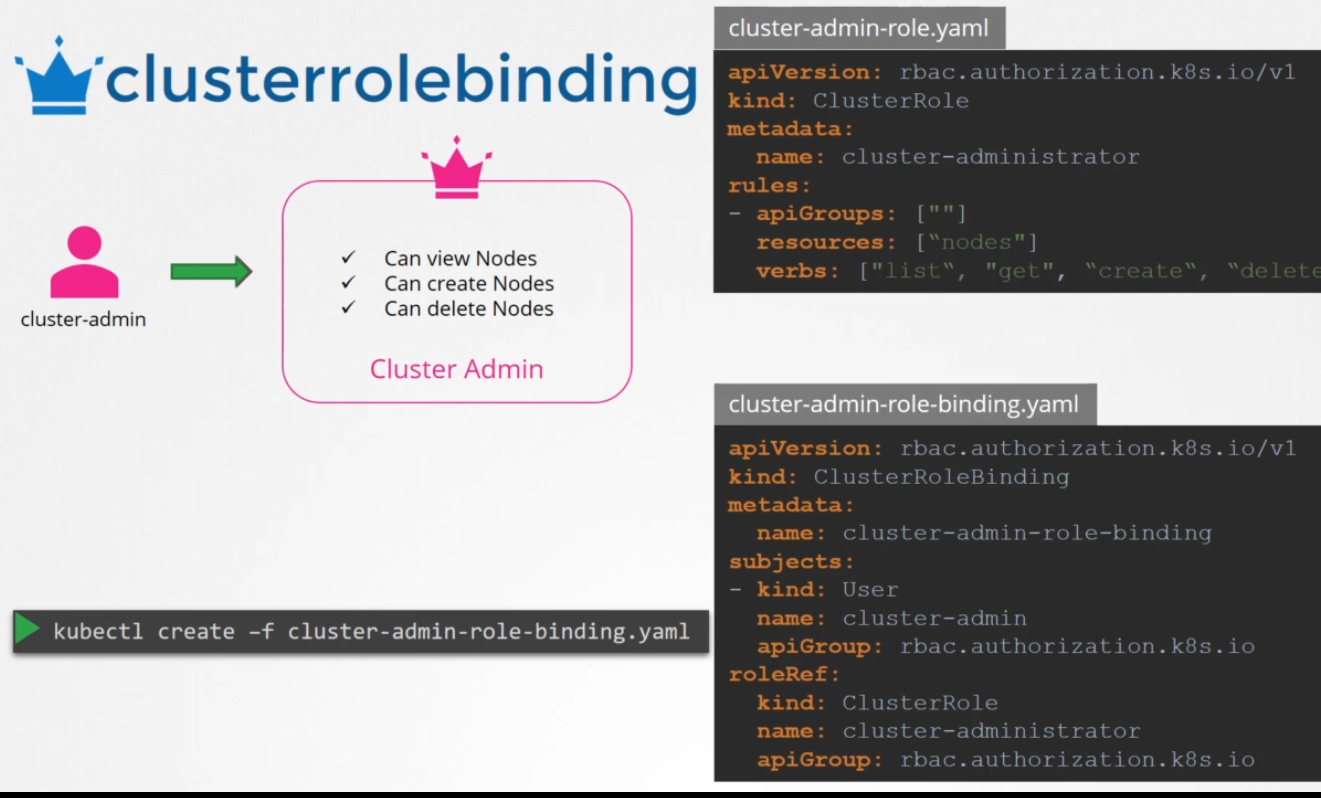 clusterrolebinding
cluster-admin
✓ Can view Nodes
✓ Can create Nodes
✓ Can delete Nodes
Cluster Admin
kubectl create –f cluster-admin-role-binding.yaml
cluster-admin-role.yaml
apiVersion: rbac.authorization.k8s.io/v1
kind: ClusterRole
metadata:
  name: cluster-administrator
rules:
- apiGroups: [""]
  resources: [“nodes"]
  verbs: ["list“, "get", “create“, “delete
cluster-admin-role-binding.yaml
apiVersion: rbac.authorization.k8s.io/v1
kind: ClusterRoleBinding
metadata:
  name: cluster-admin-role-binding
subjects:
- kind: User
  name: cluster-admin
  apiGroup: rbac.authorization.k8s.io
roleRef:
  kind: ClusterRole
  name: cluster-administrator
  apiGroup: rbac.authorization.k8s.io